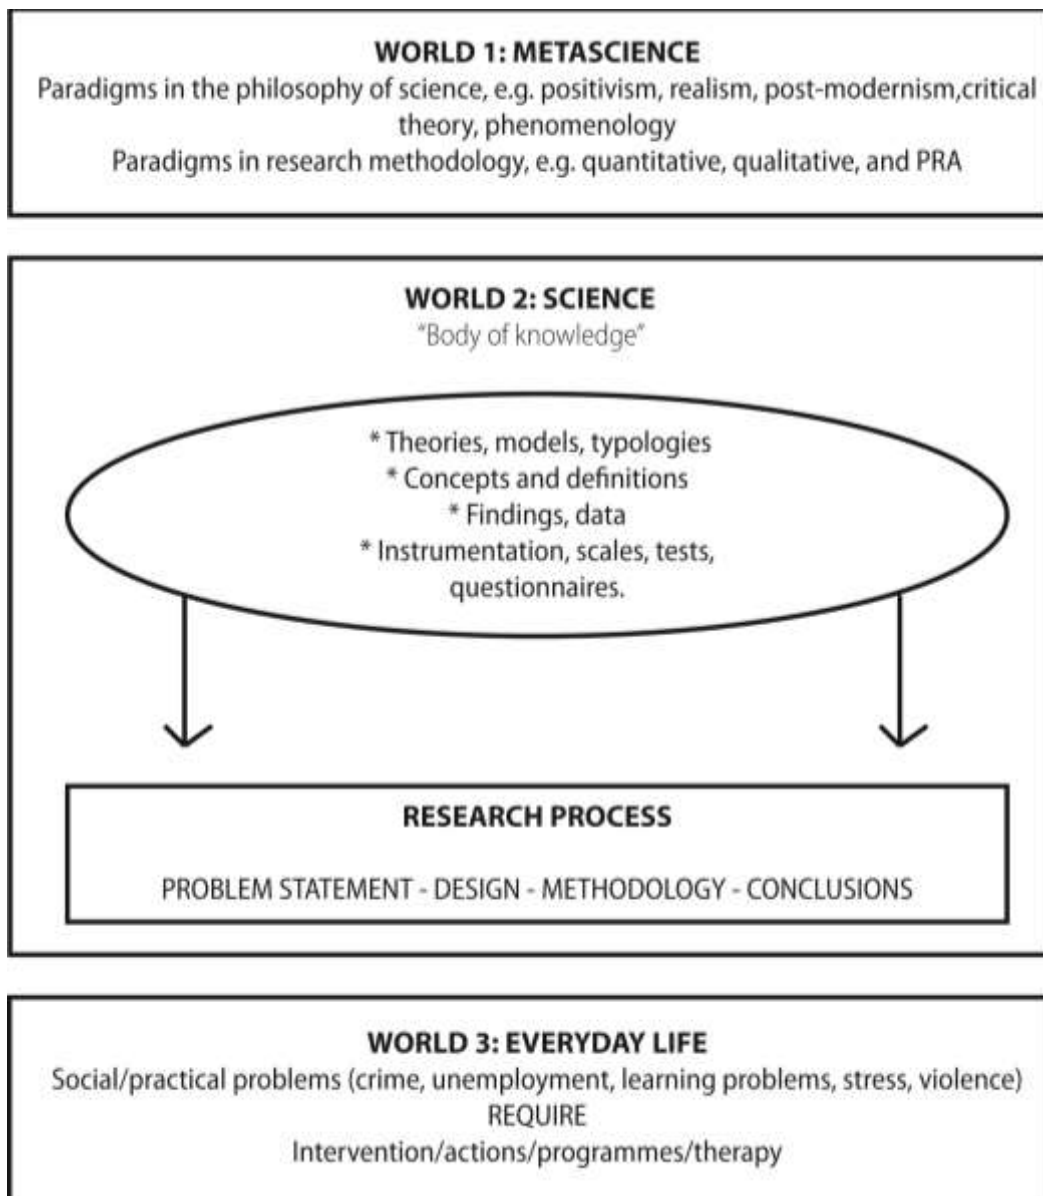 WORLD 1: METASCIENCE
Paradigms in the philosophy of science, e.g. positivism, realism, post-modernism,critical
theory, phenomenology
Paradigms in research methodology, e.g. quantitative, qualitative, and PRA
WORLD 2: SCIENCE
“Body of knowledge”
* Theories, models, typologies
* Concepts and definitions
* Findings, data
* Instrumentation, scales, tests,
questionnaires.
RESEARCH PROCESS
PROBLEM STATEMENT - DESIGN - METHODOLOGY - CONCLUSIONS
WORLD 3: EVERYDAY LIFE
Social/practical problems (crime, unemployment, learning problems, stress, violence)
REQUIRE
Intervention/actions/programmes/therapy